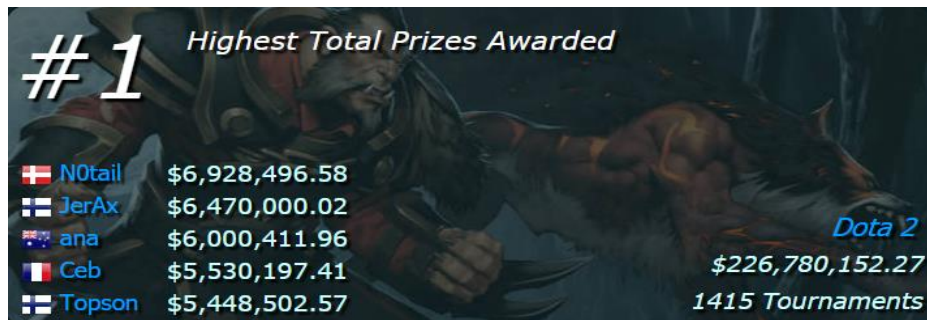 #1 Highest Total Prizes Awarded
N0tail $6,928,496.58
JerAx $6,470,000.02
ana $6,000,411.96
Ceb $5,530,197.41
Topson $5,448,502.57
Dota 2
$226,780,152.27
1415 Tournaments